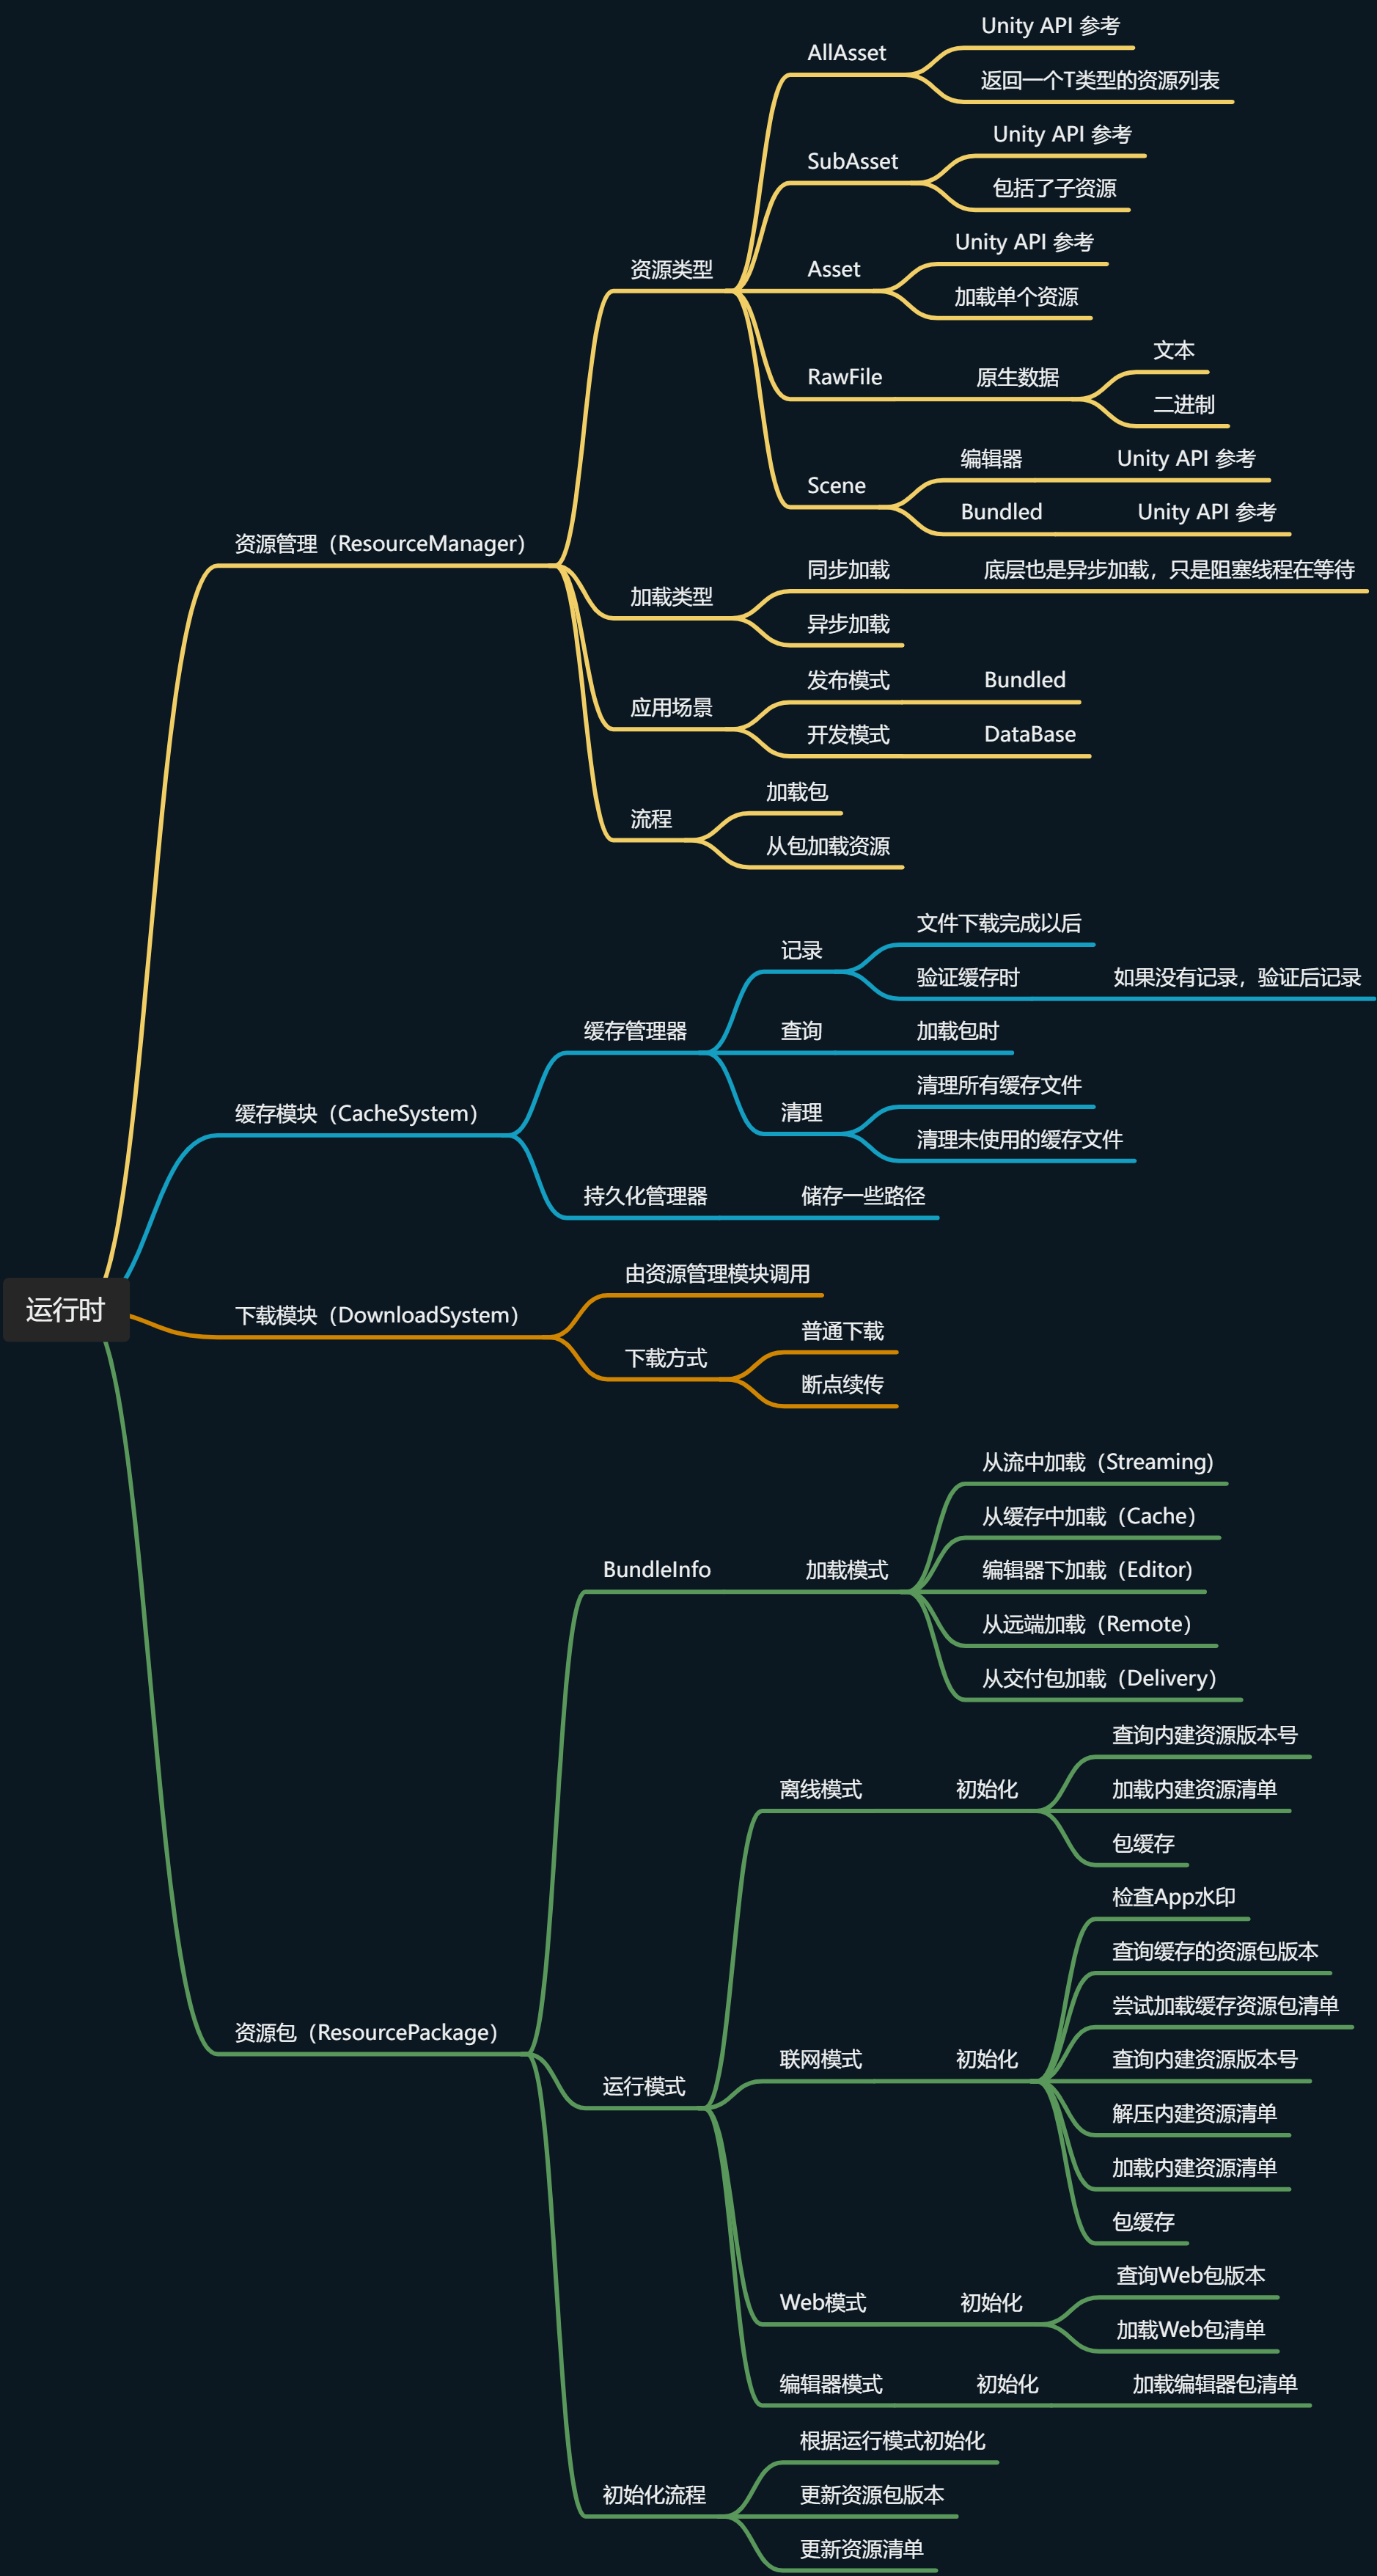 运行时
资源管理（ResourceManager）
资源类型
AllAsset
Unity API 参考
返回一个T类型的资源列表
SubAsset
Unity API 参考
包括了子资源
Asset
Unity API 参考
加载单个资源
RawFile
原生数据
文本
二进制
Scene
编辑器
Unity API 参考
Bundled
Unity API 参考
加载类型
同步加载
底层也是异步加载，只是阻塞线程在等待
异步加载
应用场景
发布模式
Bundled
开发模式
DataBase
流程
加载包
从包加载资源
缓存模块（CacheSystem）
缓存管理器
记录
文件下载完成以后
验证缓存时
如果没有记录，验证后记录
查询
加载包时
清理
清理所有缓存文件
清理未使用的缓存文件
持久化管理器
储存一些路径
下载模块（DownloadSystem）
由资源管理模块调用
下载方式
普通下载
断点续传
资源包（ResourcePackage）
BundleInfo
加载模式
从流中加载（Streaming)
从缓存中加载（Cache）
编辑器下加载（Editor)
从远端加载（Remote）
从交付包加载（Delivery）
运行模式
离线模式
初始化
查询内建资源版本号
加载内建资源清单
包缓存
联网模式
初始化
检查App水印
查询缓存的资源包版本
尝试加载缓存资源包清单
查询内建资源版本号
解压内建资源清单
加载内建资源清单
包缓存
Web模式
初始化
查询Web包版本
加载Web包清单
编辑器模式
初始化
加载编辑器包清单
初始化流程
根据运行模式初始化
更新资源包版本
更新资源清单